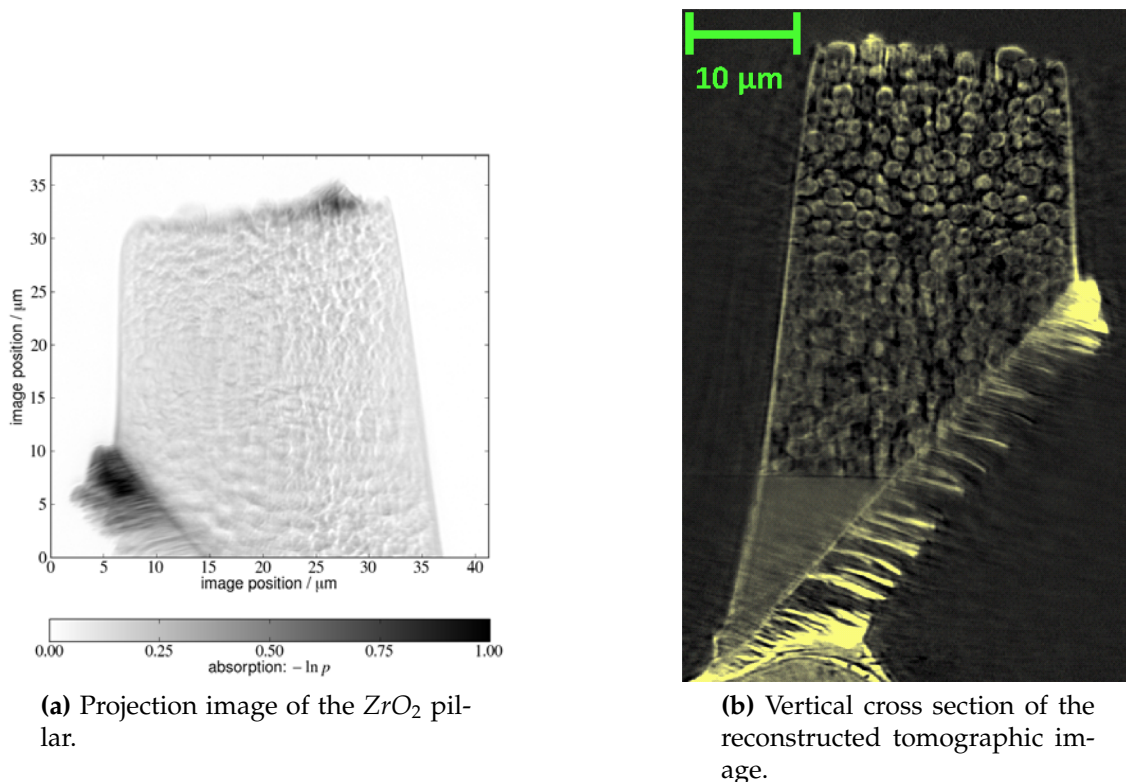 35
30
25
20
15
10
5
0
image position / μm
0 5 10 15 20 25 30 35 40
image position / μm
0.00 0.25 0.50 0.75 1.00
absorption: − ln p
(a) Projection image of the ZrO₂ pil-
lar.
10 μm
(b) Vertical cross section of the
reconstructed tomographic im-
age.